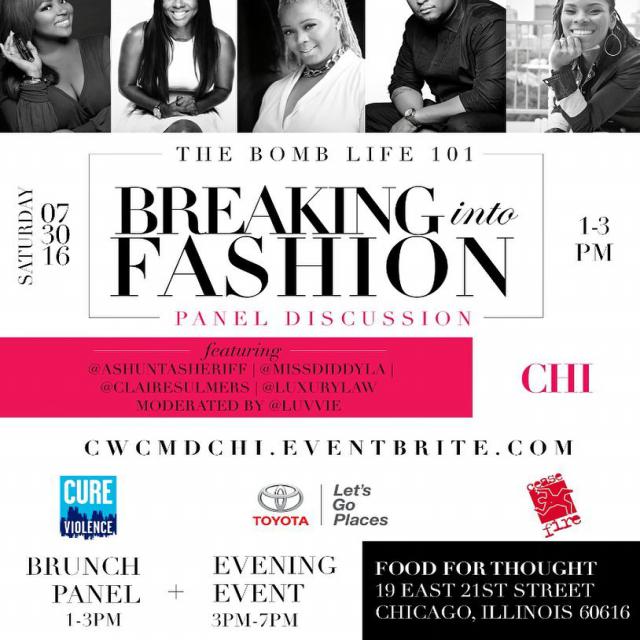 THE BOMB LIFE 101
BREAKING into
FASHION
PANEL DISCUSSION
SATURDAY
07
30
16
1-3
PM
featuring
@ASHUNTASHERIFF | @MISSDIDDYLA |
@CLAIRESULMERS | @LUXURYLAW
MODERATED BY @LUVVIE
CHI
CWCMDCHI.EVENTBRITE.COM
CURE
VIOLENCE
TOYOTA
Let's
Go
Places
cease
fire
BRUNCH
PANEL
1-3PM
+
EVENING
EVENT
3PM-7PM
FOOD FOR THOUGHT
19 EAST 21ST STREET
CHICAGO, ILLINOIS 60616